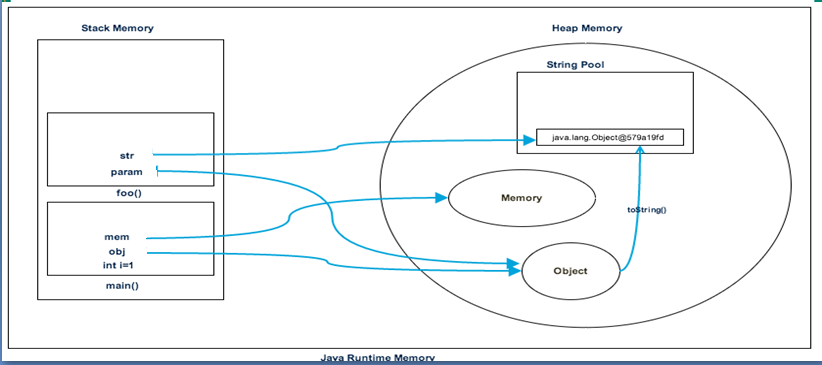 Stack Memory
Heap Memory
String Pool
java.lang.Object@579a19fd
str
param
foo()
Memory
toString()
mem
obj
int i=1
Object
main()
Java Runtime Memory